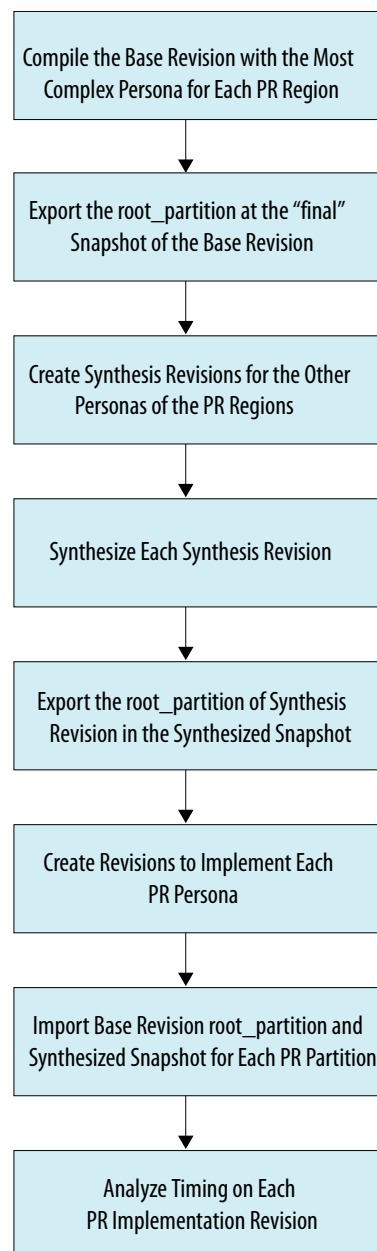 Compile the Base Revision with the Most
Complex Persona for Each PR Region
Export the root_partition at the “final”
Snapshot of the Base Revision
Create Synthesis Revisions for the Other
Personas of the PR Regions
Synthesize Each Synthesis Revision
Export the root_partition of Synthesis
Revision in the Synthesized Snapshot
Create Revisions to Implement Each
PR Persona
Import Base Revision root_partition and
Synthesized Snapshot for Each PR Partition
Analyze Timing on Each
PR Implementation Revision